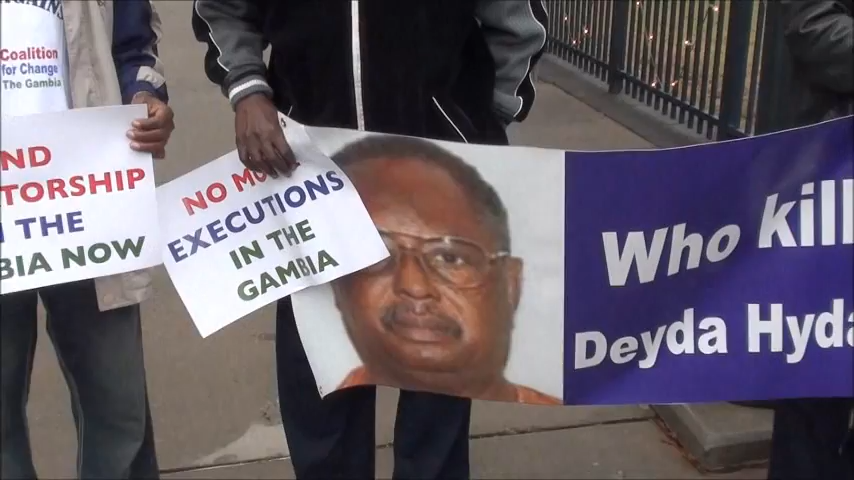 Coalition
for Change
The Gambia
ND
TORSHIP
THE
BIA NOW
NO MO
EXECUTIONS
IN THE
GAMBIA
Who kill
Deyda Hyda